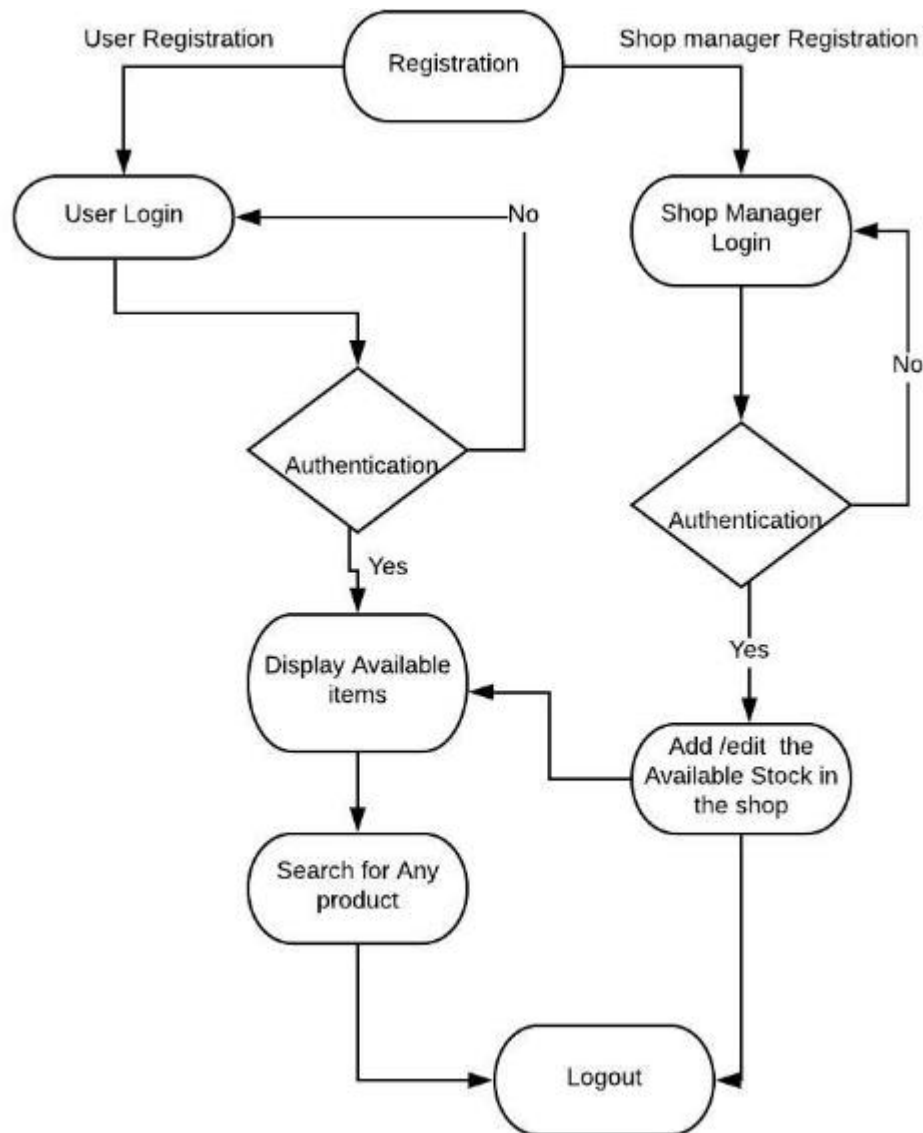 User Registration
Registration
Shop manager Registration
User Login
No
Shop Manager
Login
No
Authentication
Authentication
Yes
Yes
Display Available
items
Add /edit the
Available Stock in
the shop
Search for Any
product
Logout